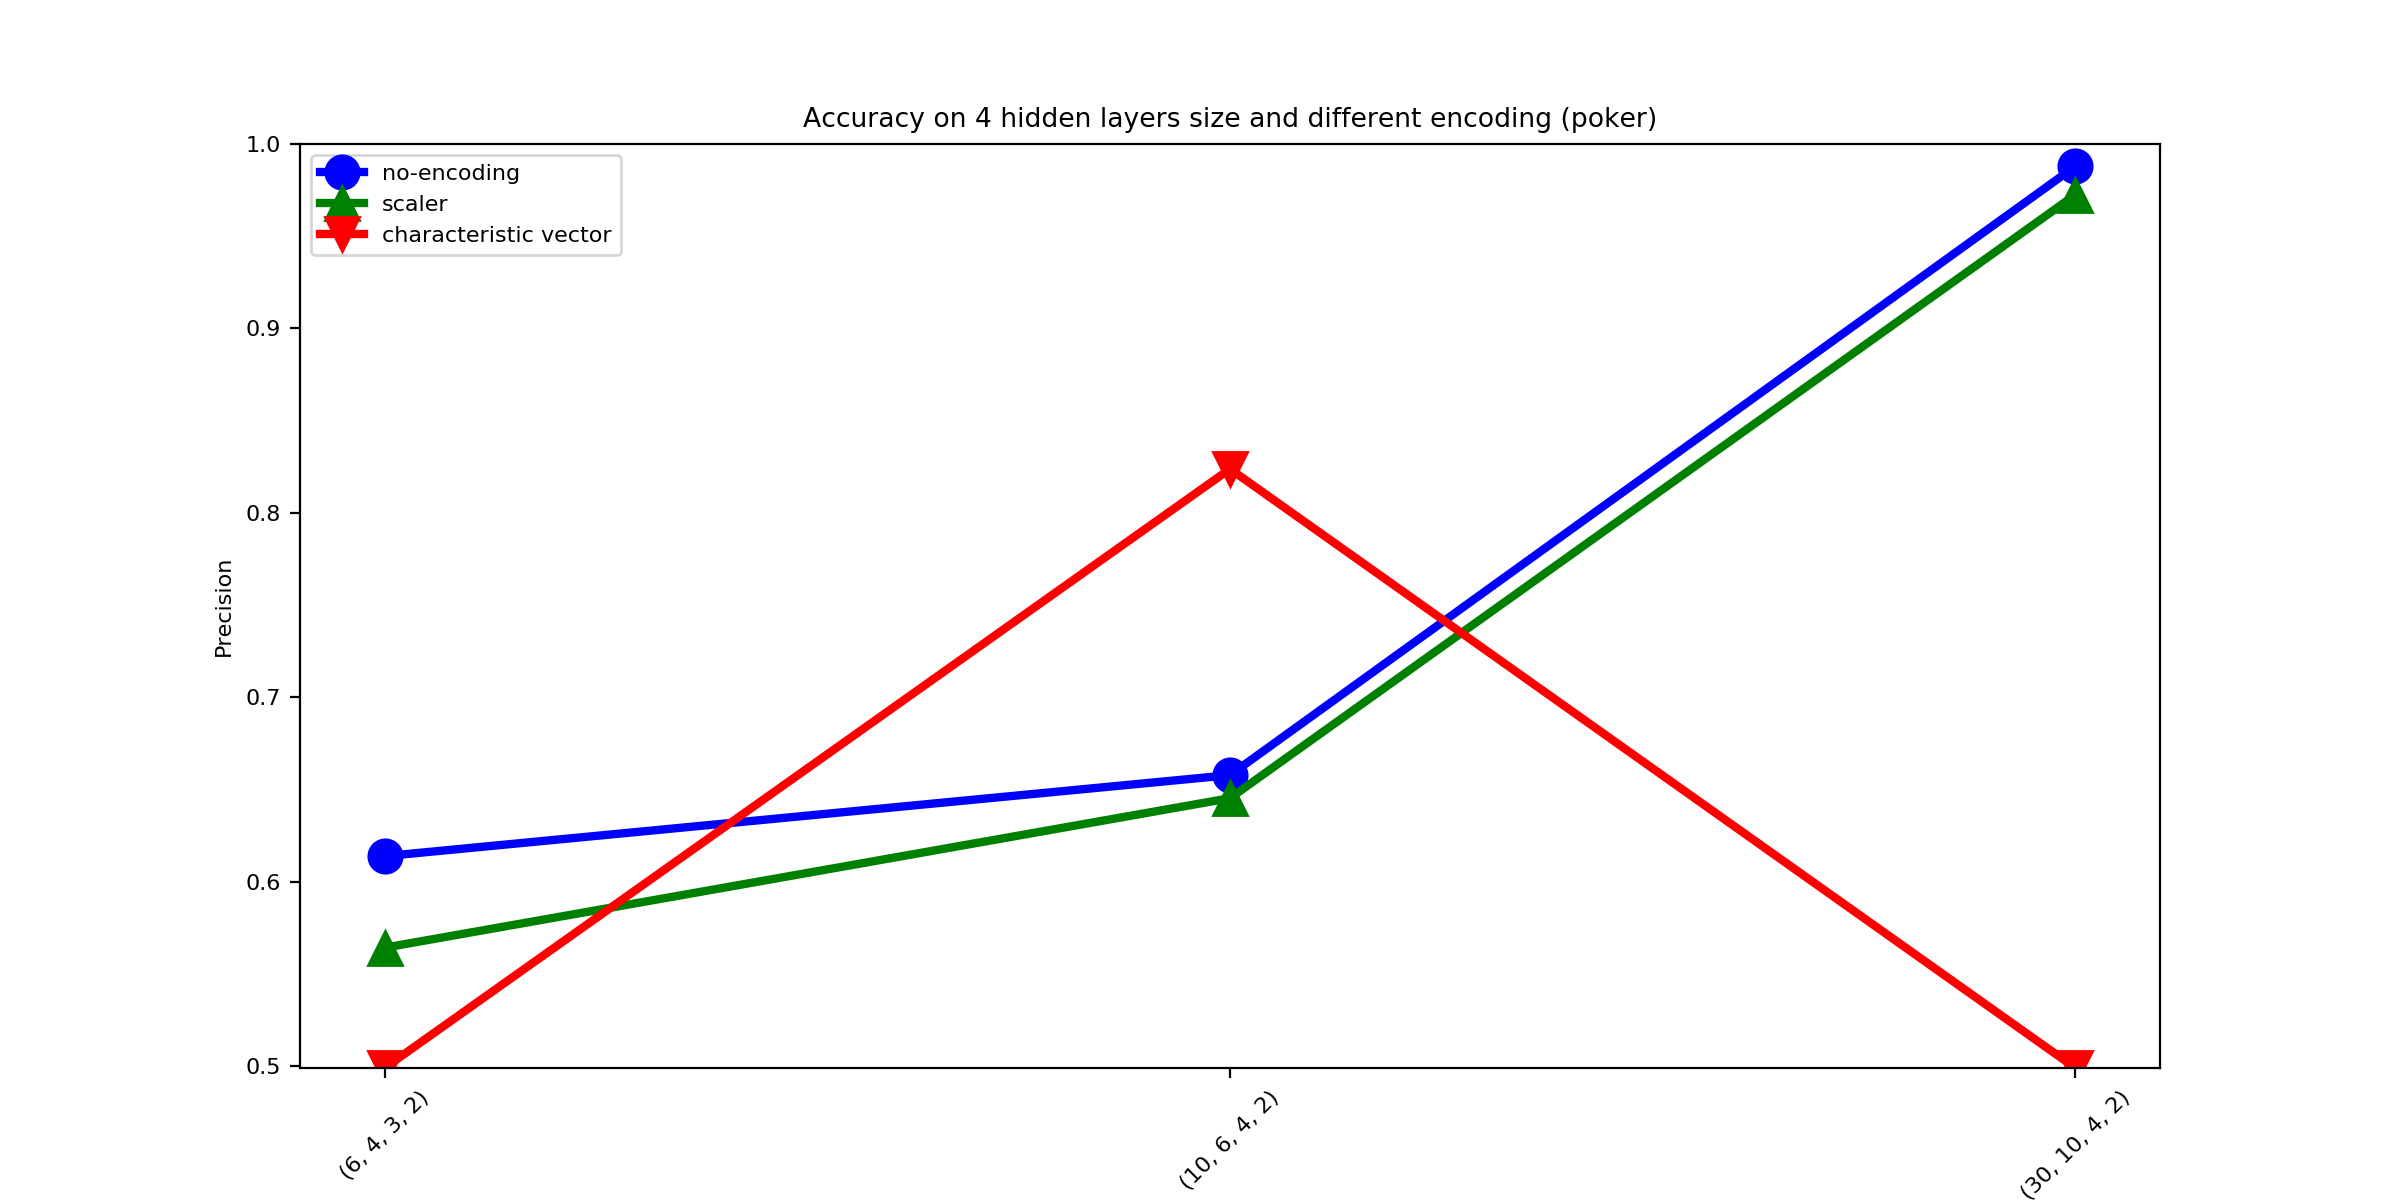 Accuracy on 4 hidden layers size and different encoding (poker)
1.0
no-encoding
scaler
characteristic vector
0.9
0.8
Precision
0.7
0.6
0.5
(6, 4, 3, 2)
(10, 6, 4, 2)
(30, 10, 4, 2)